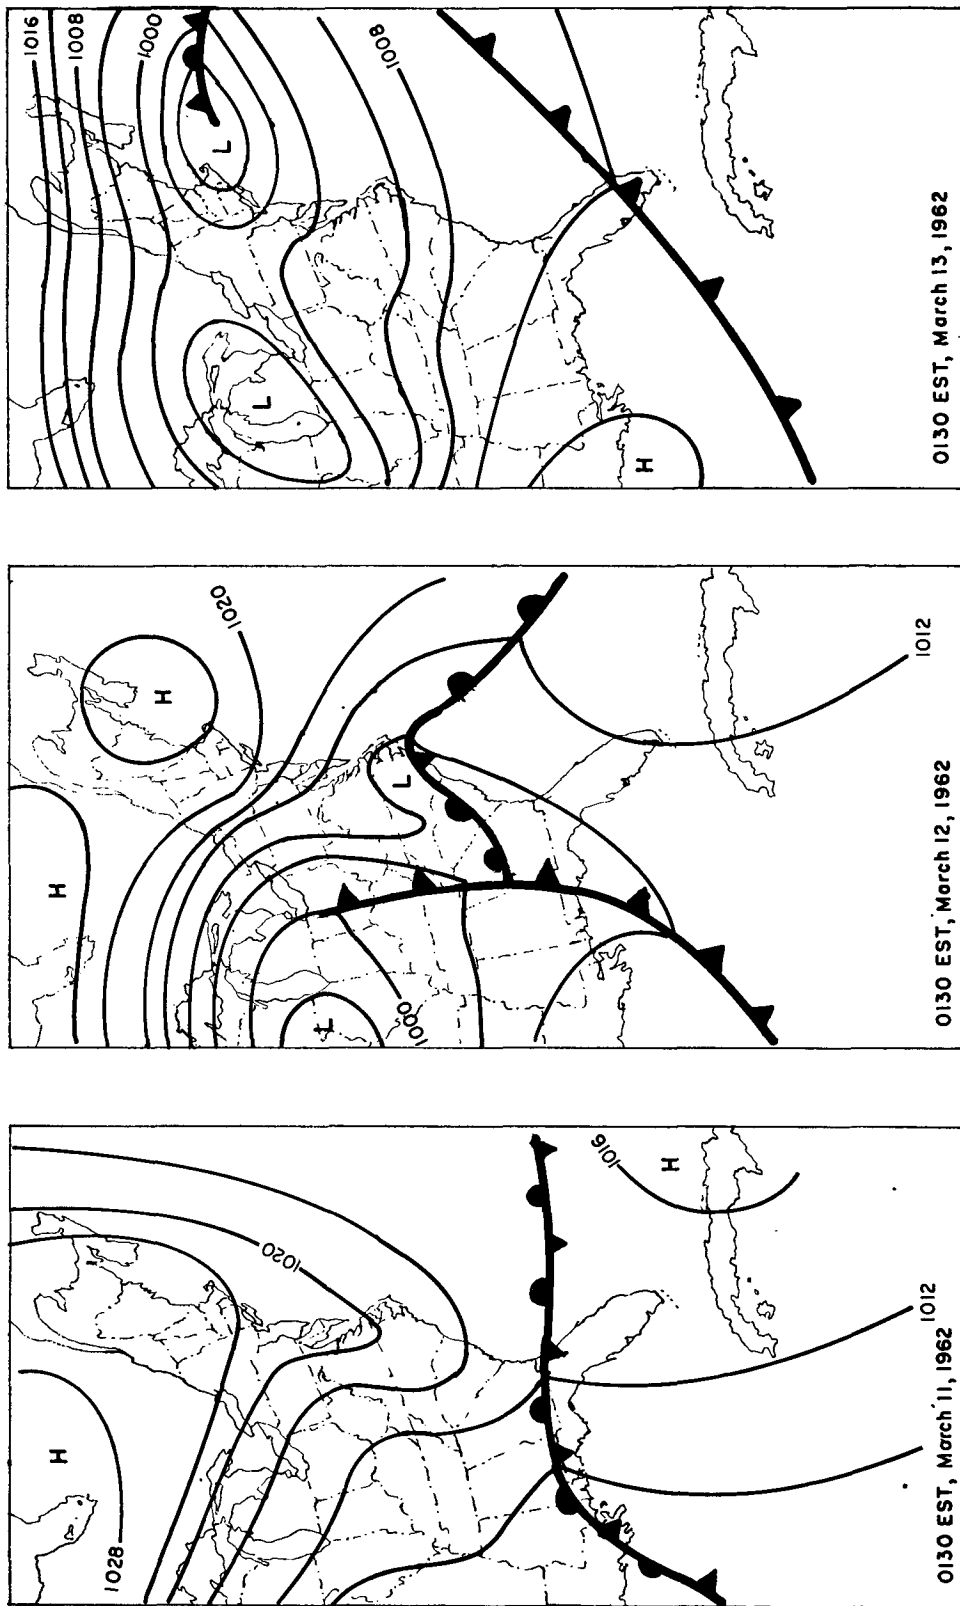 1016
1008
1000
1008
L
L
H
0130 EST, March 13, 1962
H
H
1020
L
L
1000
1012
0130 EST, March 12, 1962
H
1028
1020
1016
H
1012
0130 EST, March 11, 1962